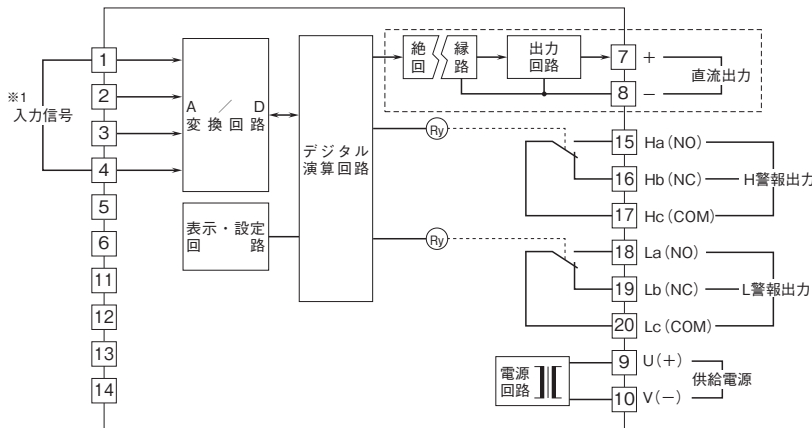 ※1
入力信号
1
2
3
4
5
6
11
12
13
14
A／D
変換回路
表示・設定
回路
デジタル
演算回路
絶縁
回路
出力
回路
7
+
8
−
直流出力
Ry
15
Ha(NO)
16
Hb(NC)
H警報出力
17
Hc(COM)
Ry
18
La(NO)
19
Lb(NC)
L警報出力
20
Lc(COM)
電源
回路
9
U(+)
10
V(−)
供給電源